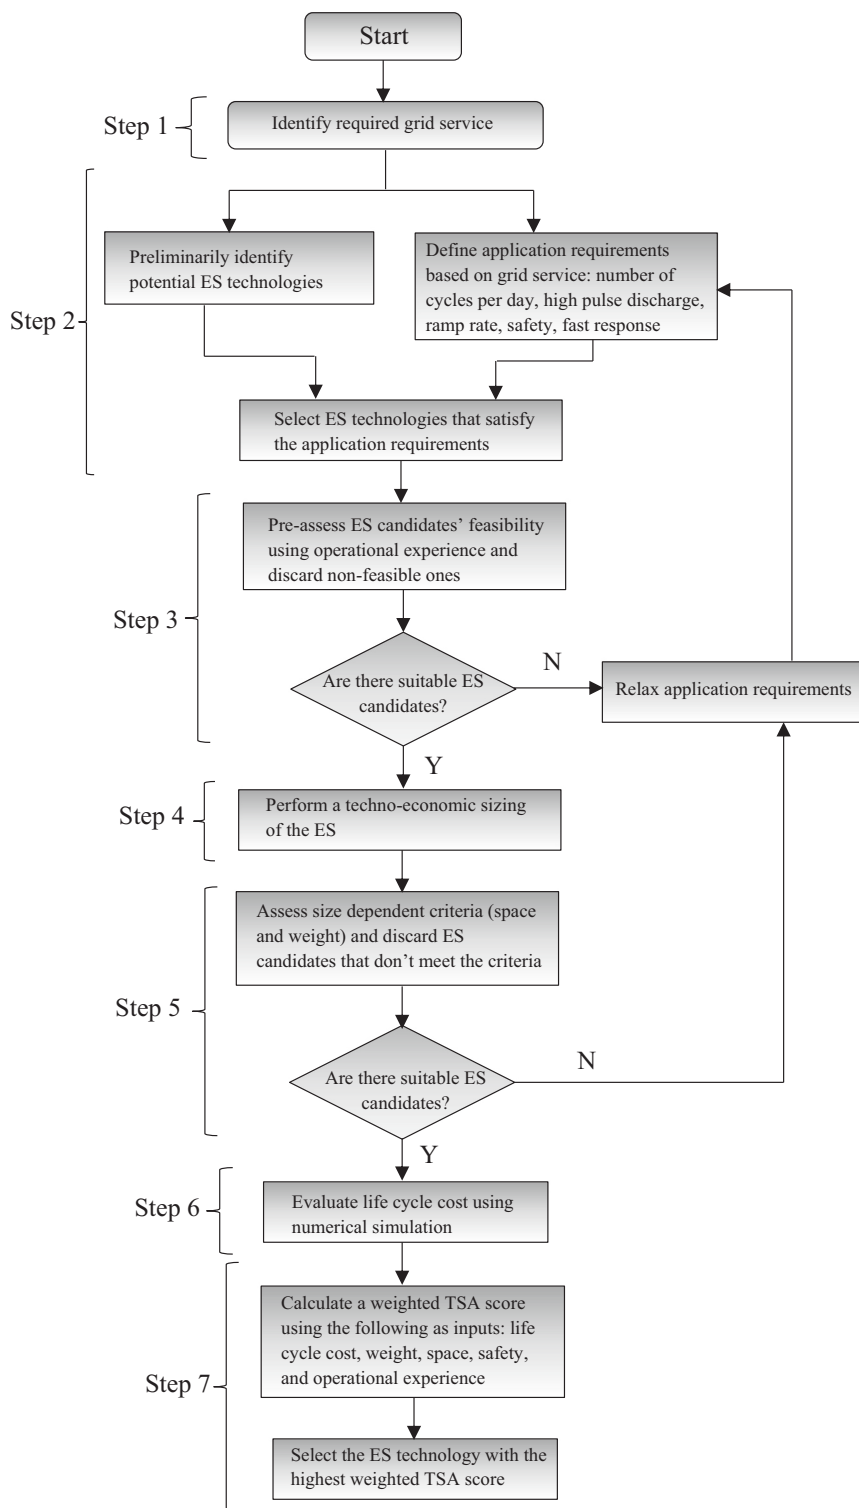 Start
Step 1
Identify required grid service
Step 2
Preliminarily identify
potential ES technologies
Define application requirements
based on grid service: number of
cycles per day, high pulse discharge,
ramp rate, safety, fast response
Select ES technologies that satisfy
the application requirements
Step 3
Pre-assess ES candidates’ feasibility
using operational experience and
discard non-feasible ones
Are there suitable ES
candidates?
N
Relax application requirements
Y
Step 4
Perform a techno-economic sizing
of the ES
Step 5
Assess size dependent criteria (space
and weight) and discard ES
candidates that don’t meet the criteria
Are there suitable ES
candidates?
N
Y
Step 6
Evaluate life cycle cost using
numerical simulation
Step 7
Calculate a weighted TSA score
using the following as inputs: life
cycle cost, weight, space, safety,
and operational experience
Select the ES technology with the
highest weighted TSA score